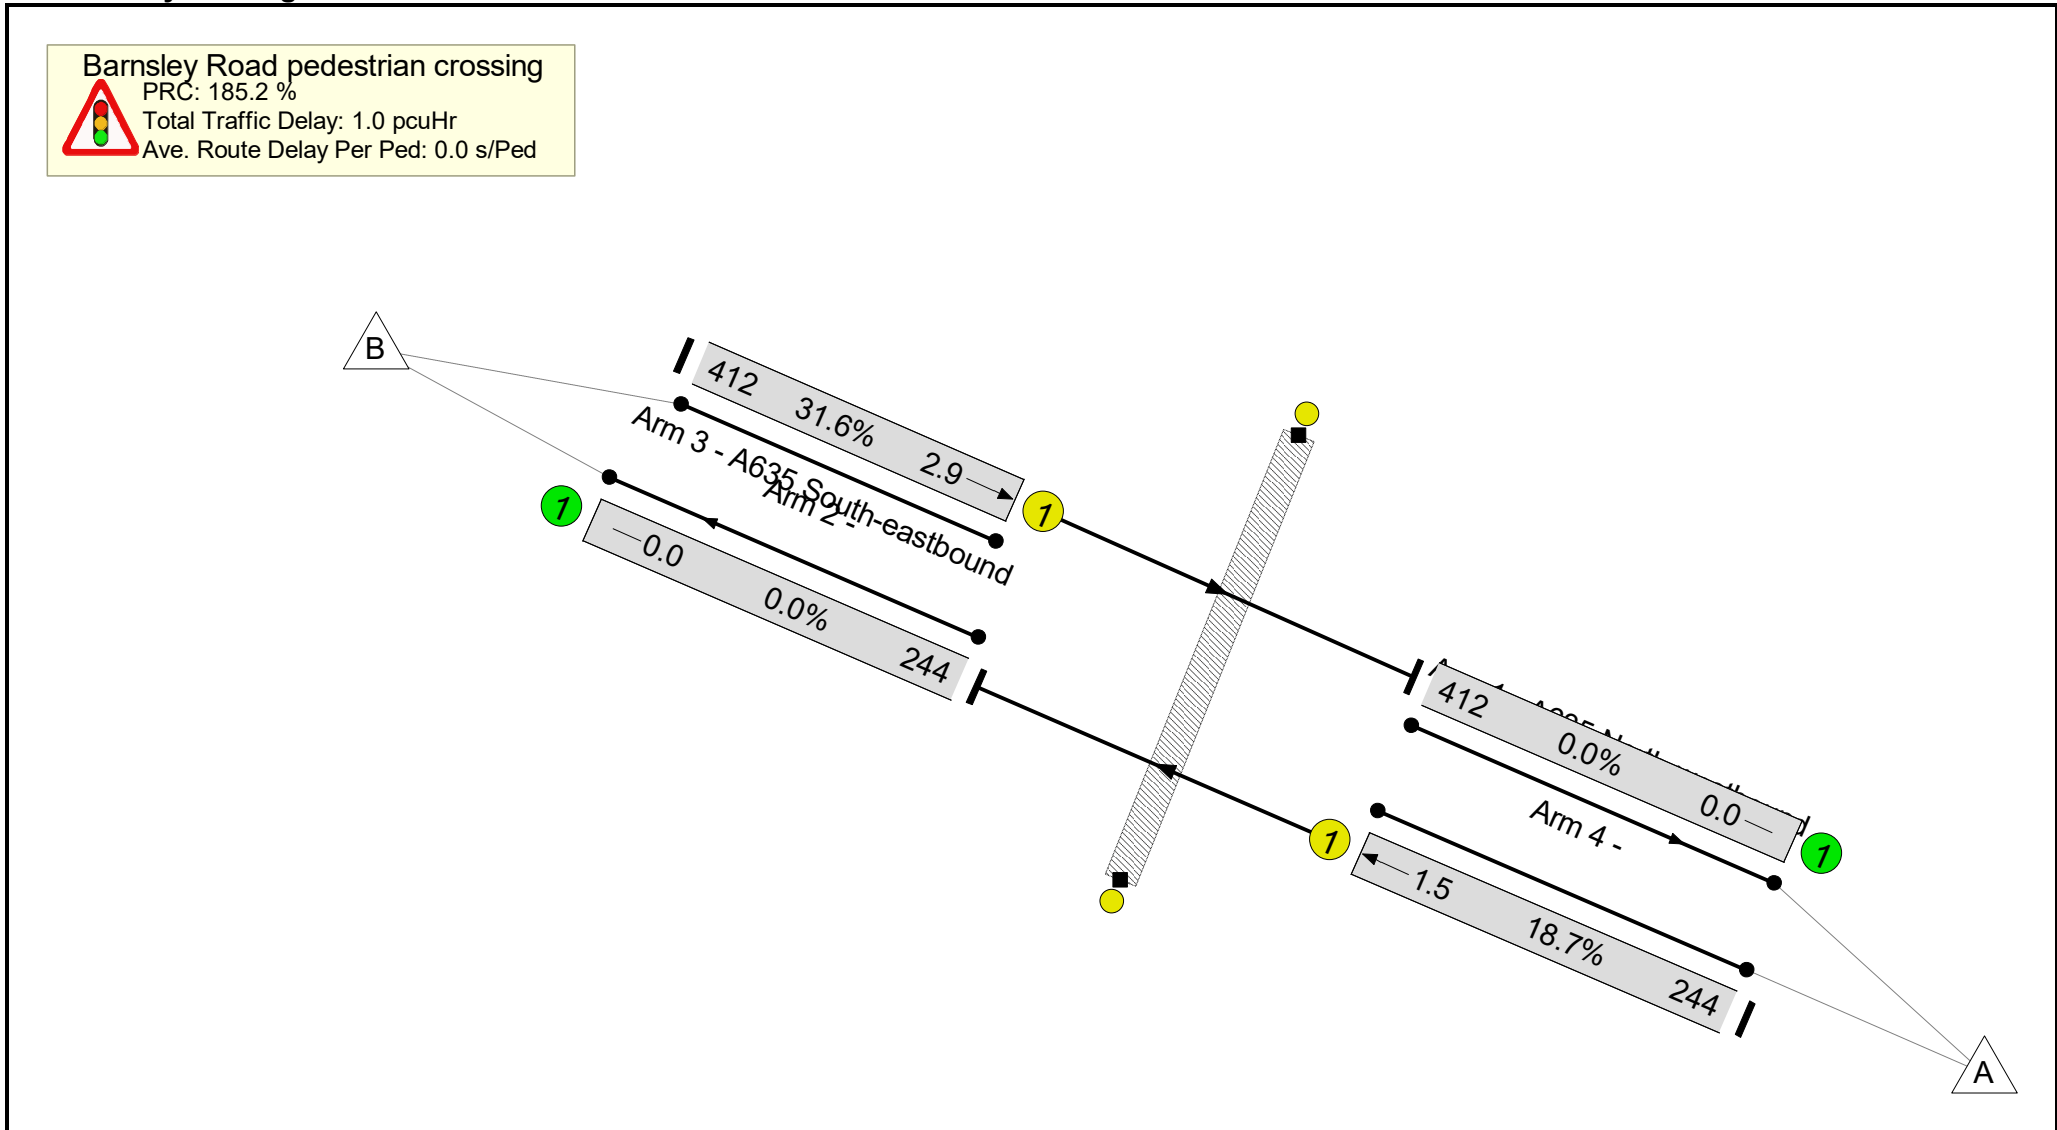 Barnsley Road pedestrian crossing
PRC: 185.2 %
Total Traffic Delay: 1.0 pcuHr
Ave. Route Delay Per Ped: 0.0 s/Ped
B
412 31.6% 2.9
1
Arm 3 - A635 South-eastbound
Arm 2 -
1
0.0 0.0% 244
412 0.0% 0.0
1
Arm 4 -
1
1.5 18.7% 244
A